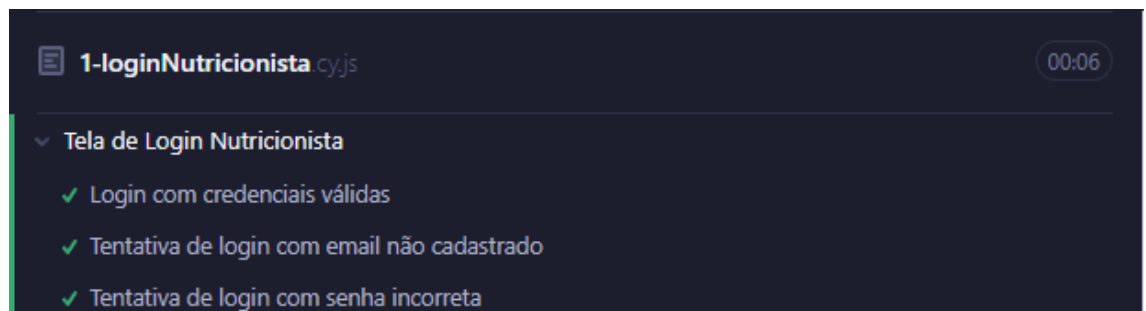 1-loginNutricionista.cy.js
00:06
Tela de Login Nutricionista
Login com credenciais válidas
Tentativa de login com email não cadastrado
Tentativa de login com senha incorreta